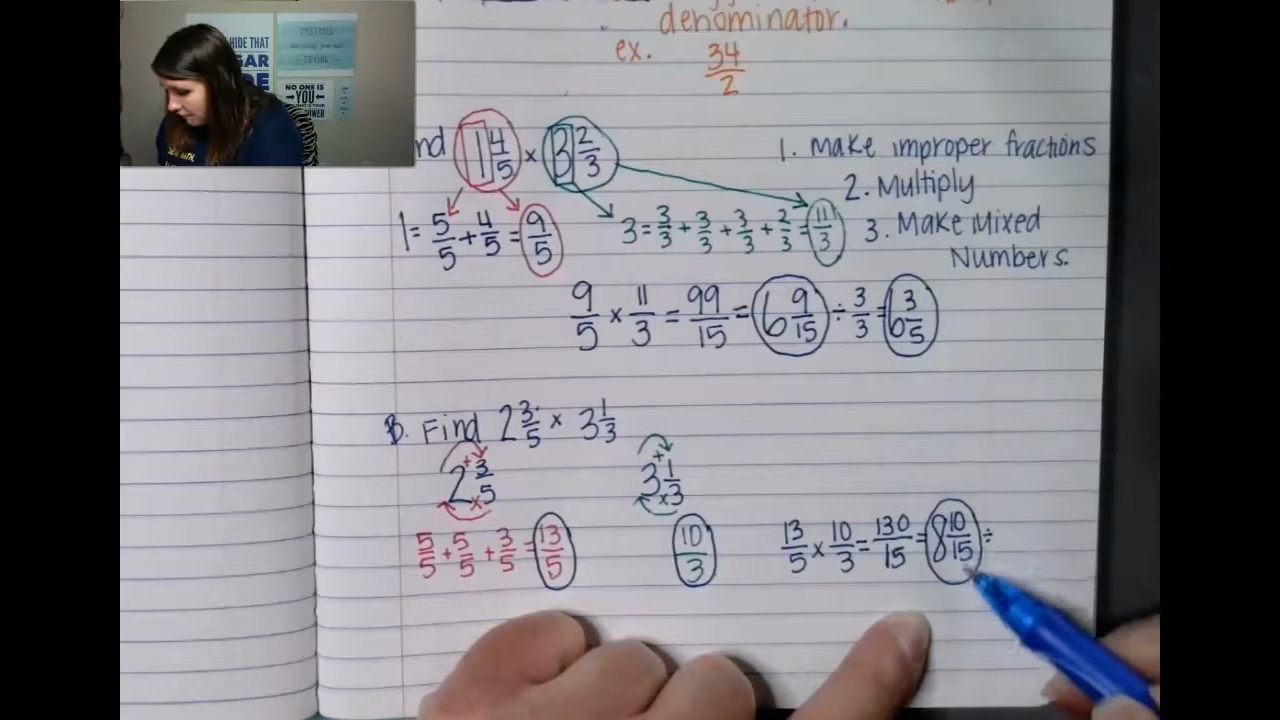 denominator.
ex. 34/2
HIDE THAT
NO ONE IS
YOU
1 4/5 × 3 2/3
1. Make improper fractions
2. Multiply
1 = 5/5 + 4/5 = 9/5
3 = 3/3 + 3/3 + 3/3 + 2/3 = 11/3
3. Make Mixed
Numbers.
9/5 × 11/3 = 99/15 = 6 9/15 ÷ 3/3 = 6 3/5
B. Find 2 3/5 × 3 1/3
2 + 3/5 ×
3 + 1/3 ×
5/5 + 5/5 + 3/5 = 13/5
10/3
13/5 × 10/3 = 130/15 = 8 10/15 ÷